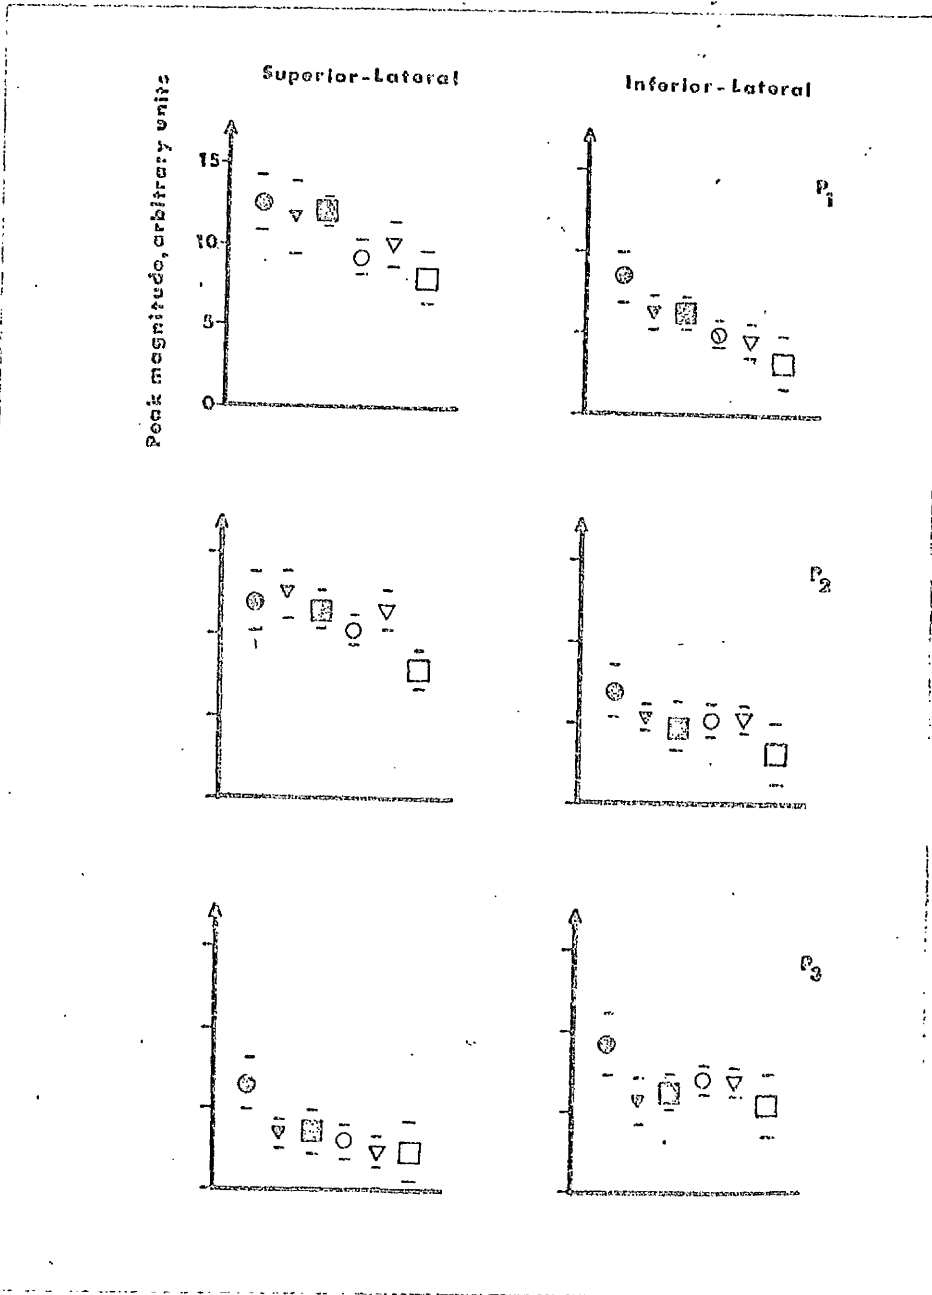 Superior-Lateral
Inferior-Lateral
Peak magnitude, arbitrary units
15
10
5
0
P1
P2
P3